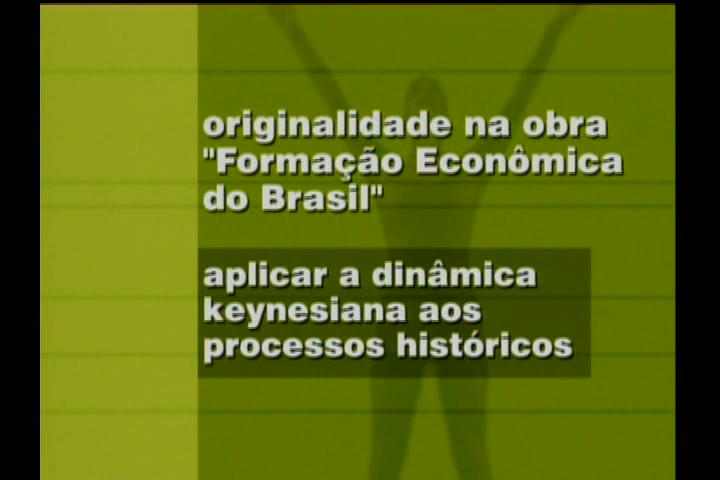 originalidade na obra
"Formação Econômica
do Brasil"
aplicar a dinâmica
keynesiana aos
processos históricos